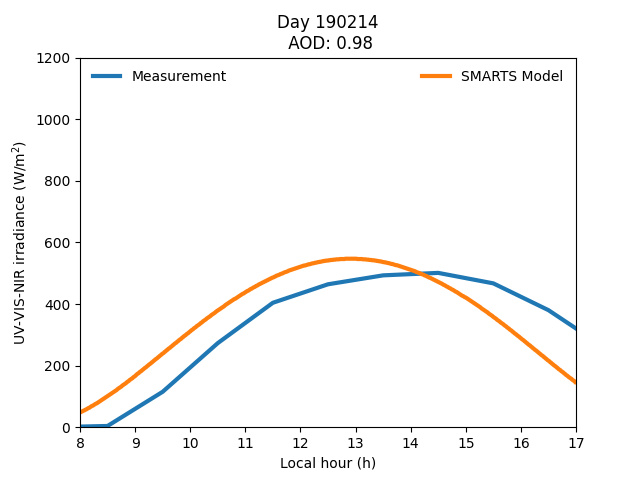 Day 190214
AOD: 0.98
Measurement
SMARTS Model
UV-VIS-NIR irradiance (W/m²)
1200
1000
800
600
400
200
0
8 9 10 11 12 13 14 15 16 17
Local hour (h)